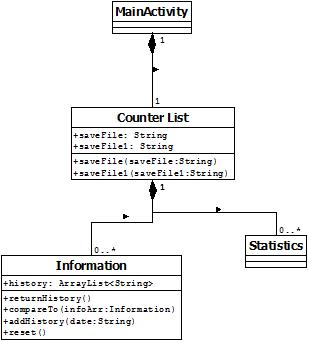 MainActivity
1
1
Counter List
+saveFile: String
+saveFile1: String
+saveFile(saveFile:String)
+saveFile1(saveFile1:String)
1
0..*
0..*
Statistics
Information
+history: ArrayList<String>
+returnHistory()
+compareTo(infoArr:Information)
+addHistory(date:String)
+reset()